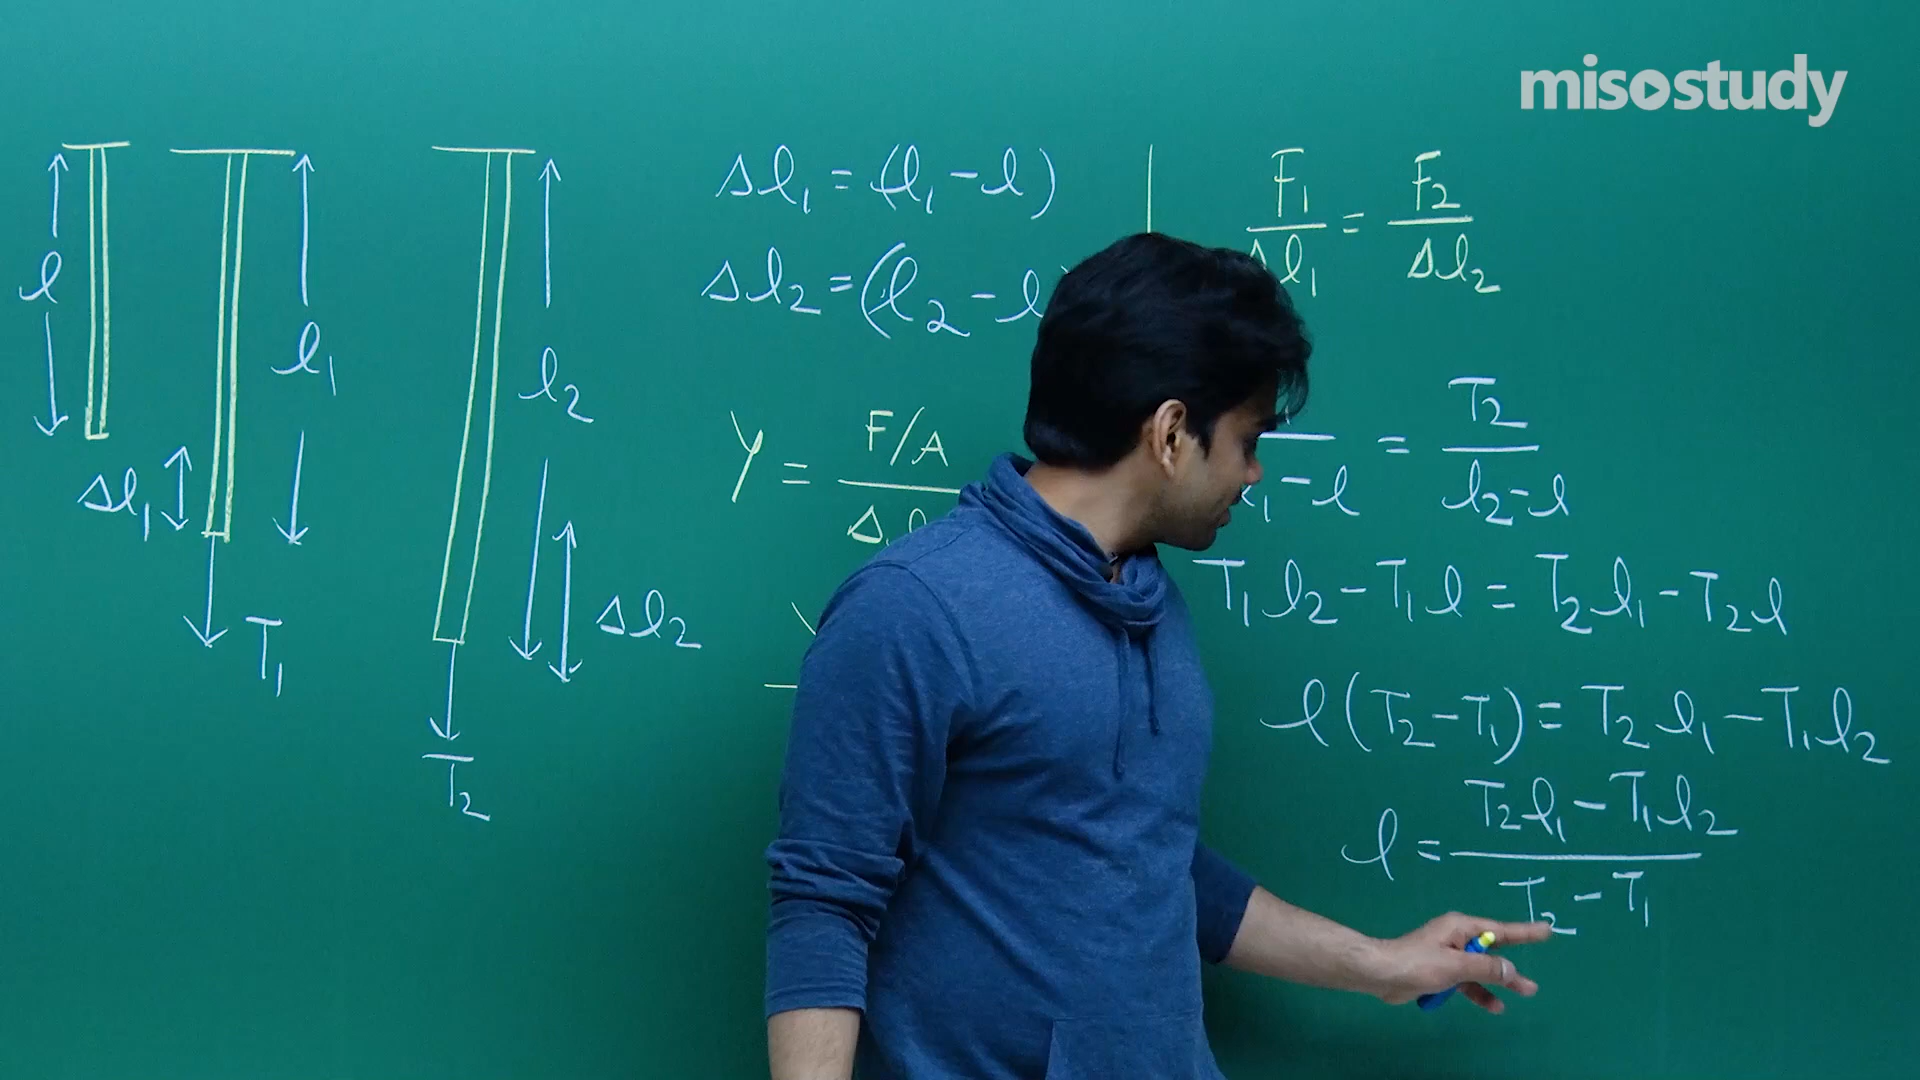 misostudy
l
Δl₁
T₁
l₁
l₂
Δl₂
T₂
Δl₁ = (l₁ - l)
Δl₂ = (l₂ - l
Y = F/A / Δ
F₁/Δl₁ = F₂/Δl₂
₁-l = T₂/(l₂-l)
T₁l₂ - T₁l = T₂l₁ - T₂l
l(T₂-T₁) = T₂l₁ - T₁l₂
l = (T₂l₁ - T₁l₂)/(T₂ - T₁)